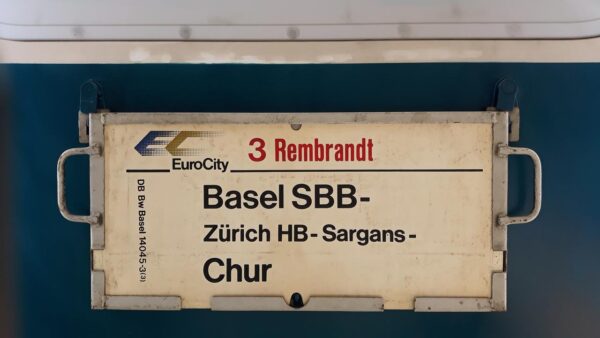 EC
EuroCity
3 Rembrandt
Basel SBB-
Zürich HB- Sargans-
Chur
DB Bw Basel 14045-3(3)